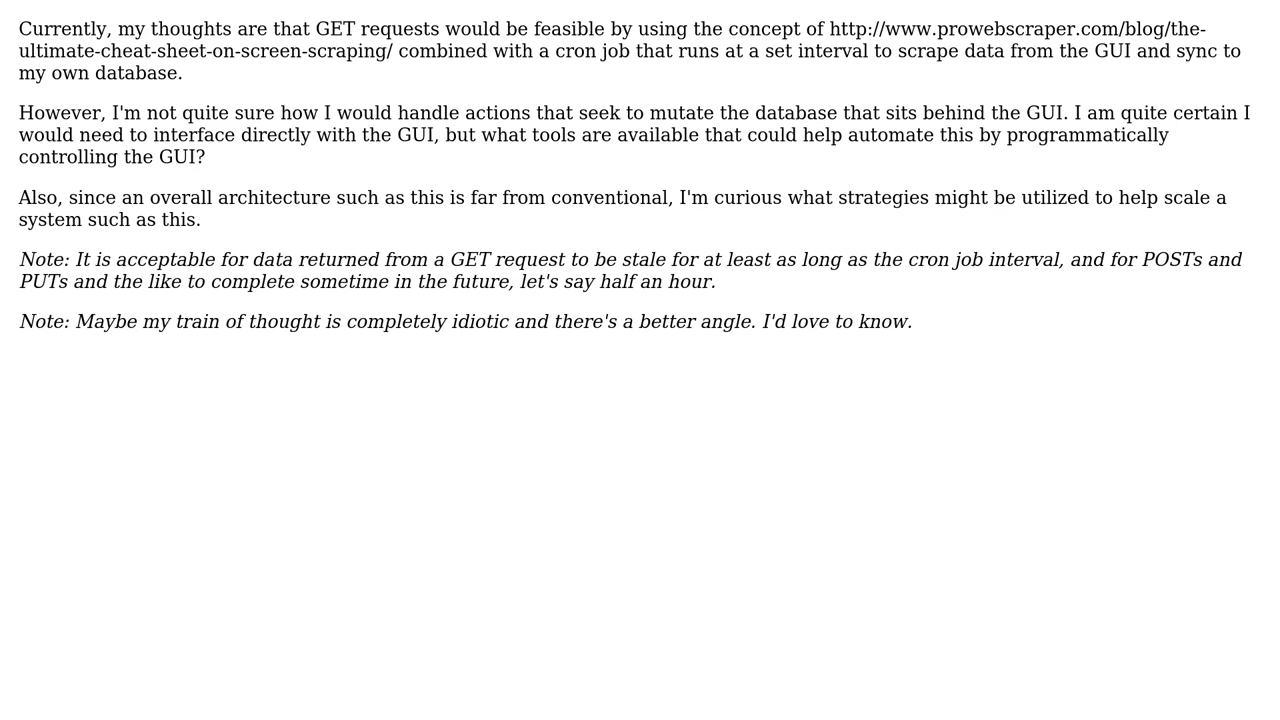 Currently, my thoughts are that GET requests would be feasible by using the concept of http://www.prowebscraper.com/blog/the-
ultimate-cheat-sheet-on-screen-scraping/ combined with a cron job that runs at a set interval to scrape data from the GUI and sync to
my own database.
However, I'm not quite sure how I would handle actions that seek to mutate the database that sits behind the GUI. I am quite certain I
would need to interface directly with the GUI, but what tools are available that could help automate this by programmatically
controlling the GUI?
Also, since an overall architecture such as this is far from conventional, I'm curious what strategies might be utilized to help scale a
system such as this.
Note: It is acceptable for data returned from a GET request to be stale for at least as long as the cron job interval, and for POSTs and
PUTs and the like to complete sometime in the future, let's say half an hour.
Note: Maybe my train of thought is completely idiotic and there's a better angle. I'd love to know.